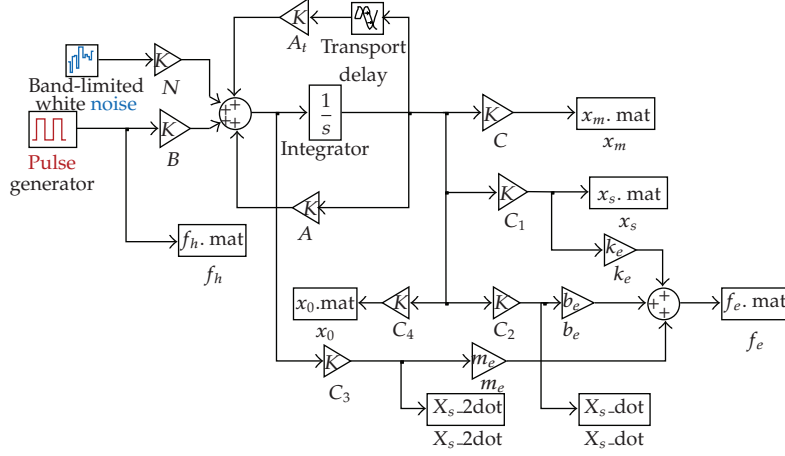 K
A_t
Transport
delay
K
N
Band-limited
white noise
Pulse
generator
K
B
+
+
+
+
1
s
Integrator
K
A
K
C
x_m. mat
x_m
K
C_1
x_s. mat
x_s
f_h. mat
f_h
k_e
k_e
x_0.mat
x_0
K
C_4
K
C_2
b_e
b_e
+
+
+
f_e. mat
f_e
K
C_3
m_e
m_e
X_s_2dot
X_s_2dot
X_s_dot
X_s_dot